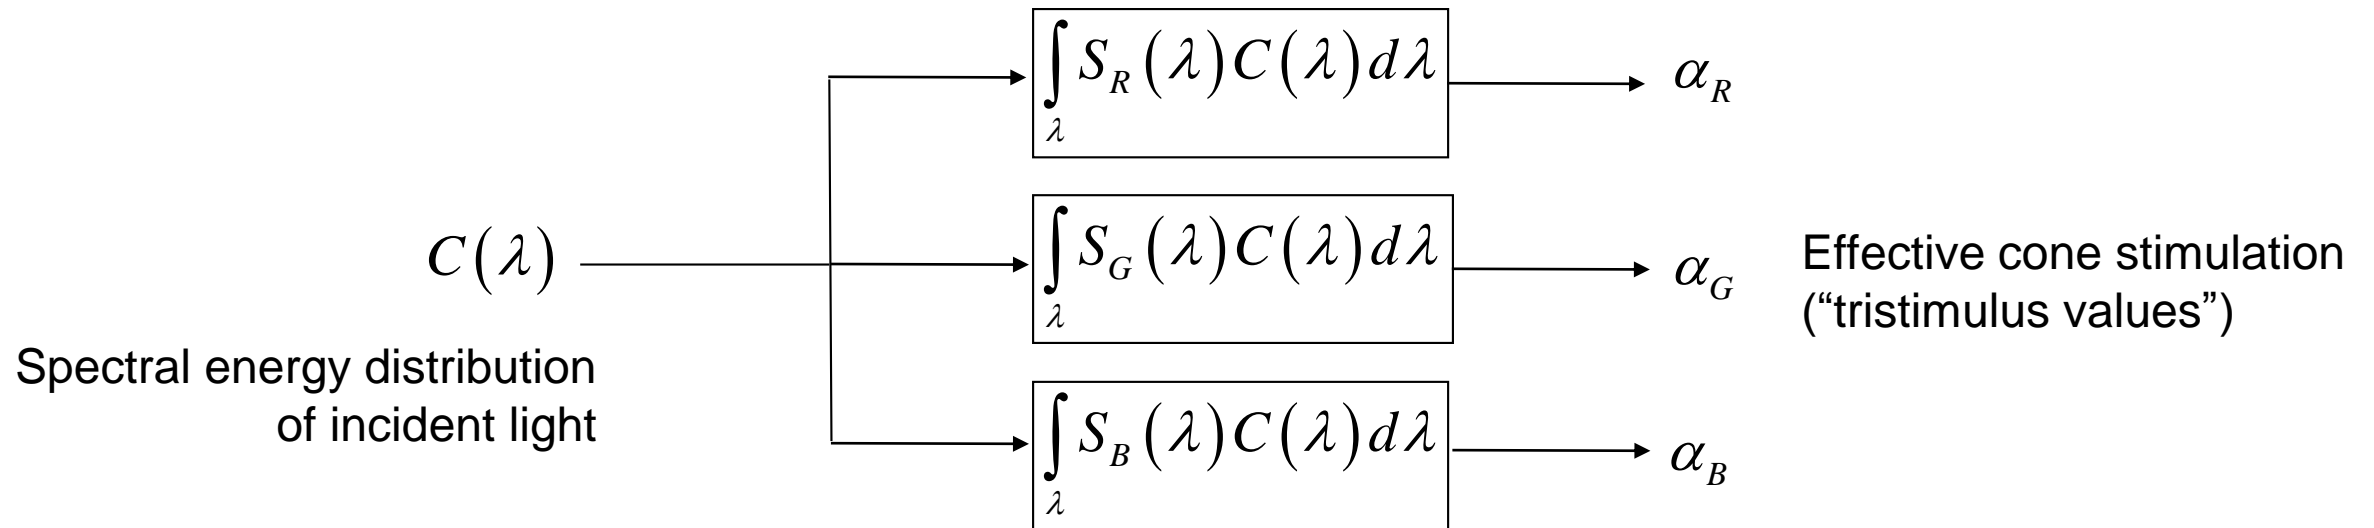 ∫_λ S_R(λ)C(λ)dλ
α_R
C(λ)
∫_λ S_G(λ)C(λ)dλ
α_G
Effective cone stimulation
(“tristimulus values”)
Spectral energy distribution
of incident light
∫_λ S_B(λ)C(λ)dλ
α_B